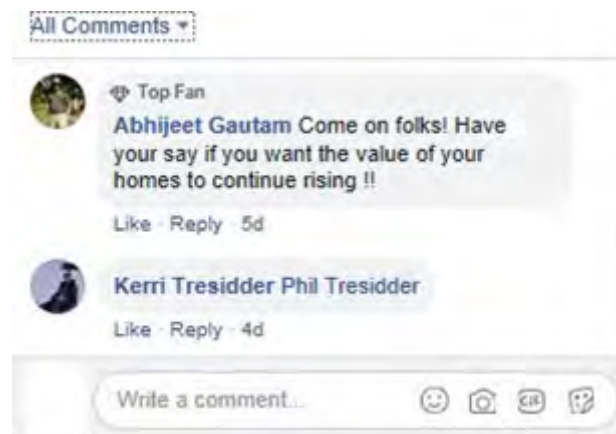 All Comments
Top Fan
Abhijeet Gautam Come on folks! Have
your say if you want the value of your
homes to continue rising !!
Like · Reply · 5d
Kerri Tresidder Phil Tresidder
Like · Reply · 4d
Write a comment...
GIF